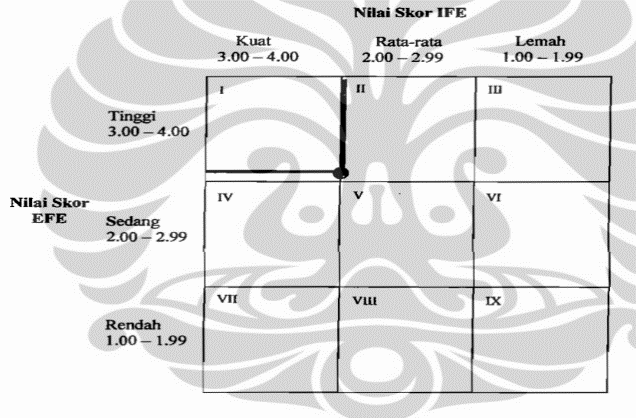 Nilai Skor IFE
Kuat Rata-rata Lemah
3.00 – 4.00 2.00 – 2.99 1.00 – 1.99
I II III
Tinggi
3.00 – 4.00
Nilai Skor
EFE
IV V VI
Sedang
2.00 – 2.99
VII VIII IX
Rendah
1.00 – 1.99